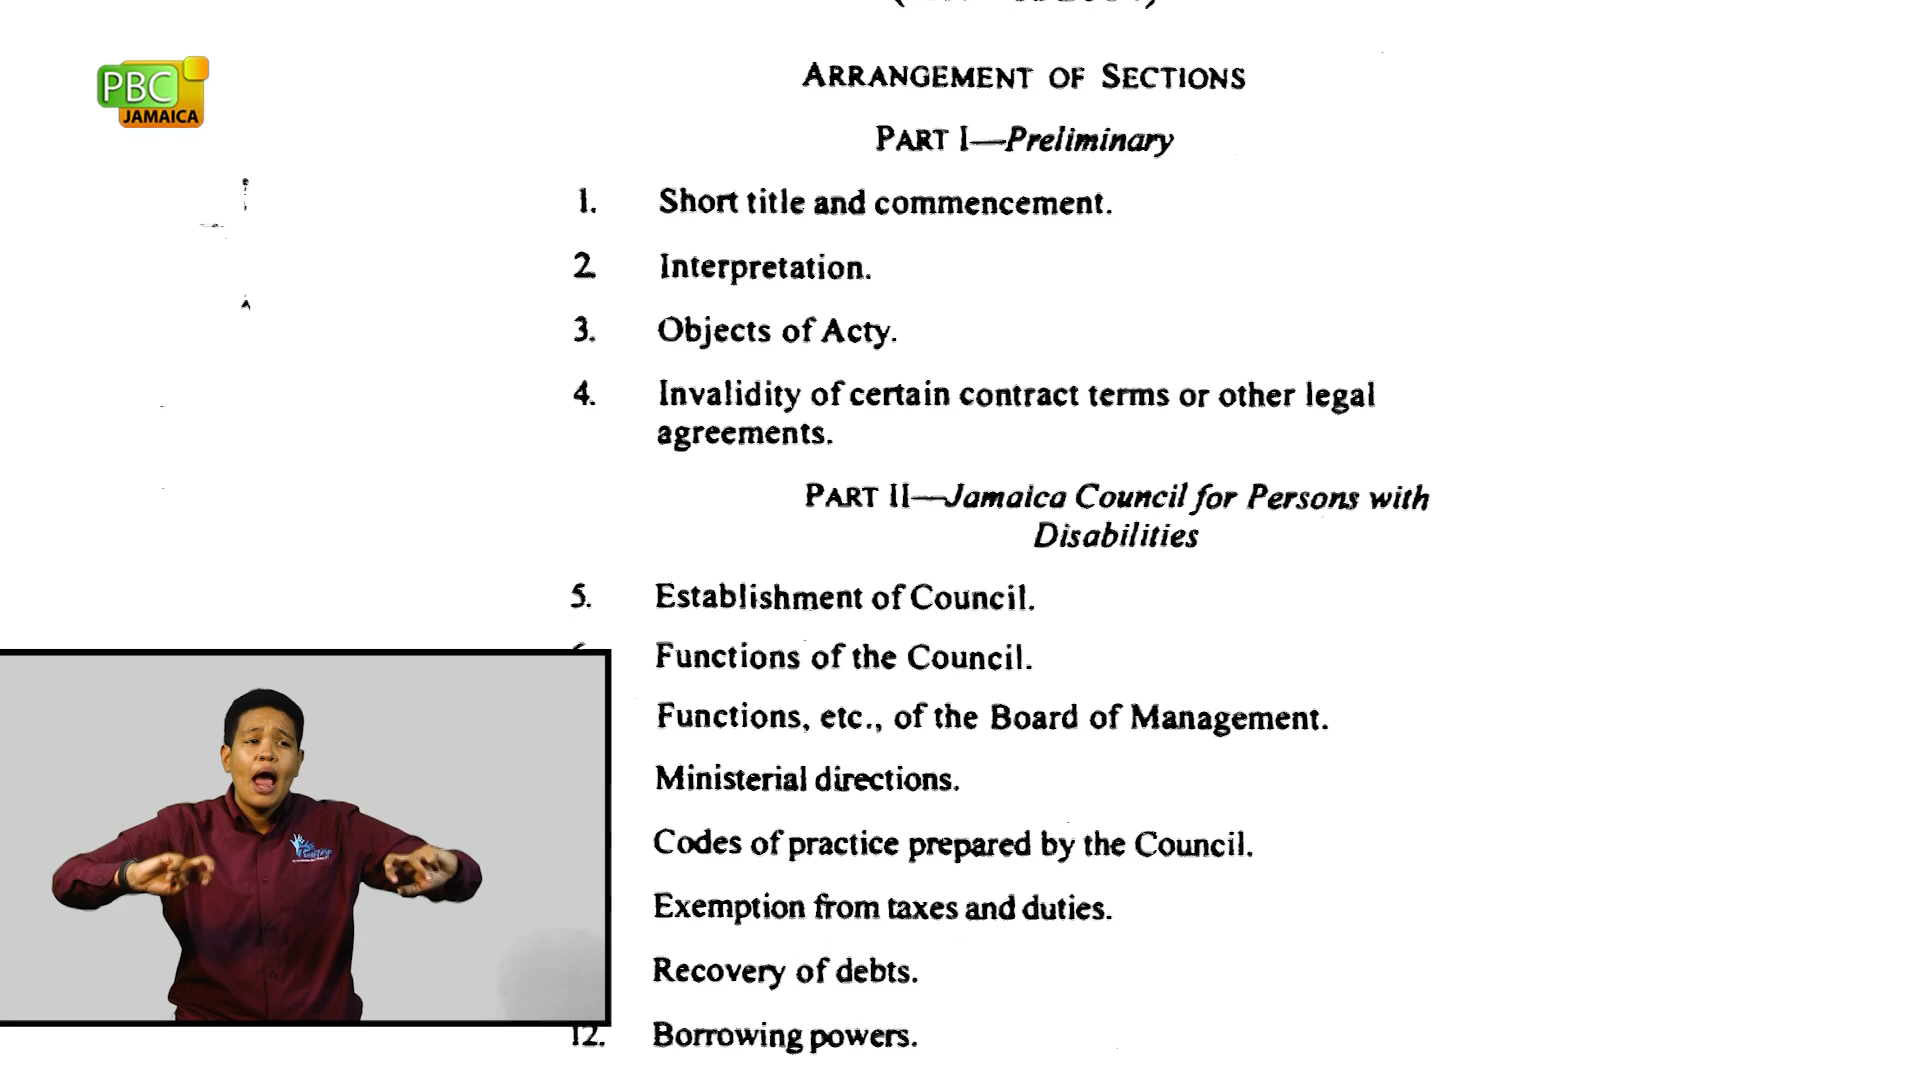 PBC
JAMAICA
ARRANGEMENT OF SECTIONS
PART I—Preliminary
1. Short title and commencement.
2 Interpretation.
3. Objects of Acty.
4. Invalidity of certain contract terms or other legal
agreements.
PART II—Jamaica Council for Persons with
Disabilities
5. Establishment of Council.
Functions of the Council.
Functions, etc., of the Board of Management.
Ministerial directions.
Codes of practice prepared by the Council.
Exemption from taxes and duties.
Recovery of debts.
12. Borrowing powers.